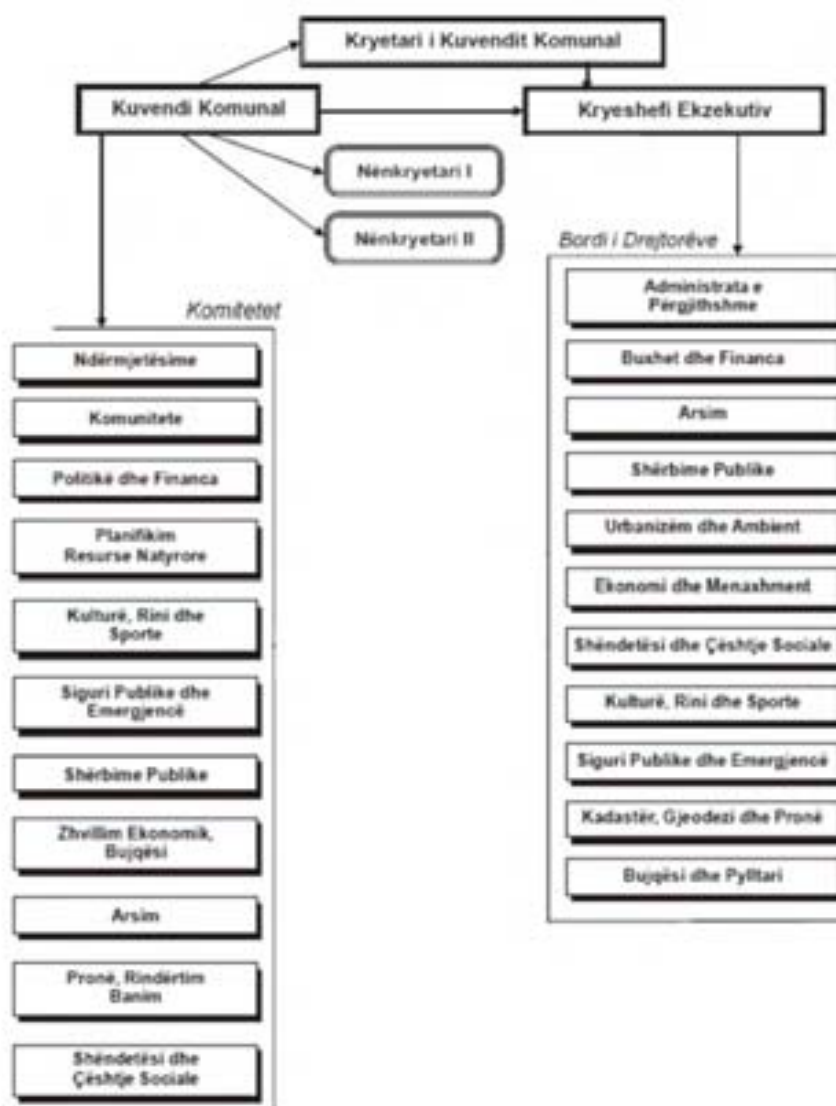 Kryetari i Kuvendit Komunal
Kuvendi Komunal
Kryeshefi Ekzekutiv
Nënkryetari I
Nënkryetari II
Komitetet
Ndërmjetësime
Komunitete
Politikë dhe Financa
Planifikim
Resurse Natyrore
Kulturë, Rini dhe
Sporte
Siguri Publike dhe
Emergjencë
Shërbime Publike
Zhvillim Ekonomik,
Bujqësi
Arsim
Pronë, Rindërtim
Banim
Shëndetësi dhe
Çështje Sociale
Bordi i Drejtorëve
Administrata e
Përgjithshme
Buxhet dhe Financa
Arsim
Shërbime Publike
Urbanizëm dhe Ambient
Ekonomi dhe Menaxhment
Shëndetësi dhe Çështje Sociale
Kulturë, Rini dhe Sporte
Siguri Publike dhe Emergjencë
Kadastër, Gjeodezi dhe Pronë
Bujqësi dhe Pylltari